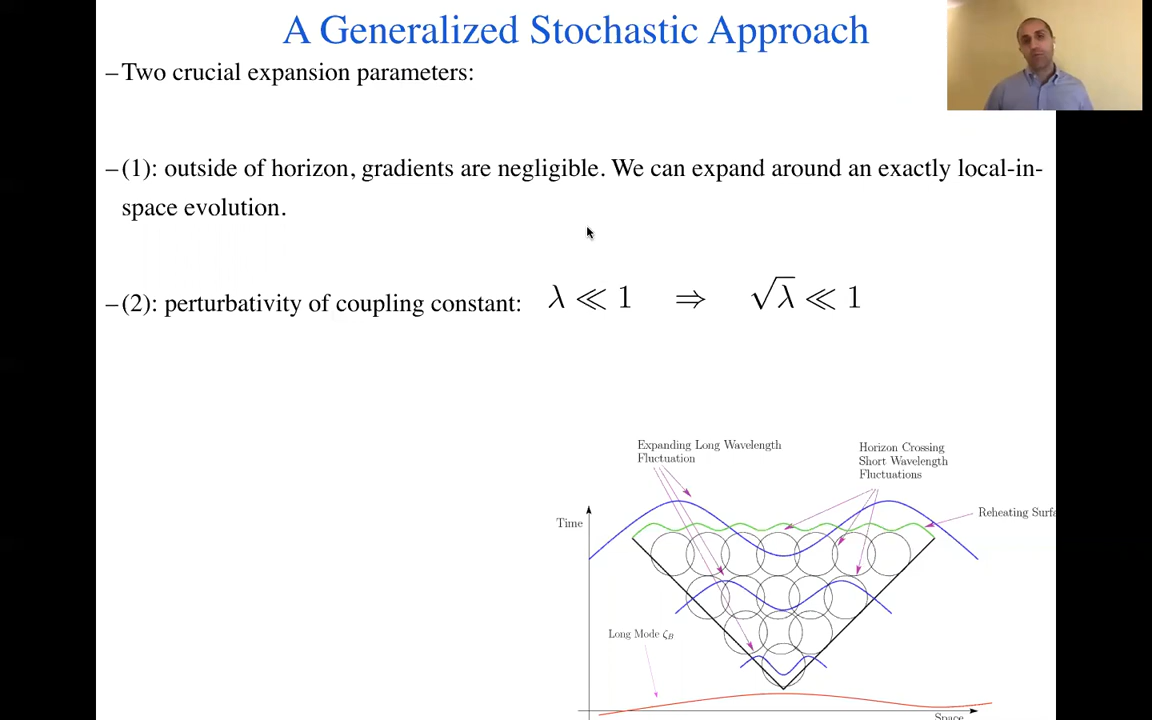 A Generalized Stochastic Approach
–Two crucial expansion parameters:
–(1): outside of horizon, gradients are negligible. We can expand around an exactly local-in-
space evolution.
–(2): perturbativity of coupling constant: λ ≪ 1 ⇒ √λ ≪ 1
Expanding Long Wavelength
Fluctuation
Horizon Crossing
Short Wavelength
Fluctuations
Time
Reheating Surfa
Long Mode ζ_B
Space